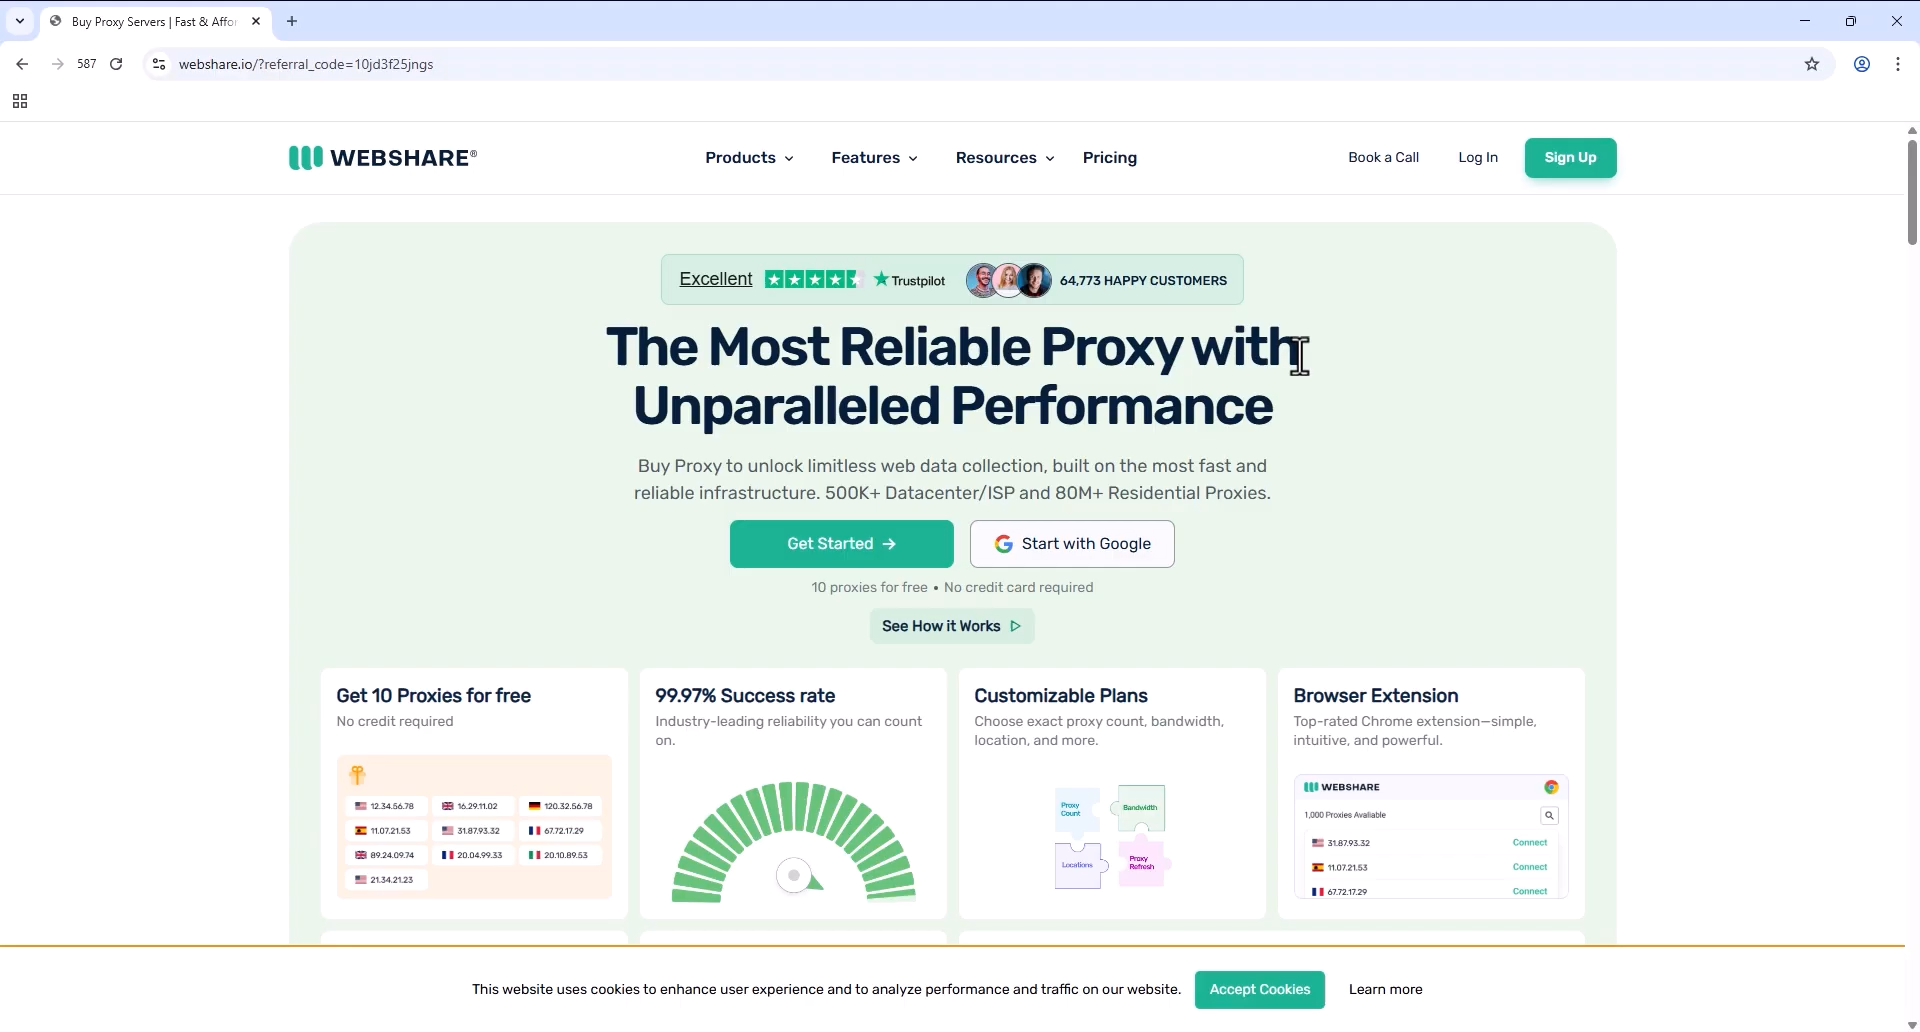 Buy Proxy Servers | Fast & Affor
587
webshare.io/?referral_code=10jd3f25jngs
WEBSHARE®
Products
Features
Resources
Pricing
Book a Call
Log In
Sign Up
Excellent
Trustpilot
64,773 HAPPY CUSTOMERS
The Most Reliable Proxy with
Unparalleled Performance
Buy Proxy to unlock limitless web data collection, built on the most fast and
reliable infrastructure. 500K+ Datacenter/ISP and 80M+ Residential Proxies.
Get Started →
Start with Google
10 proxies for free • No credit card required
See How it Works
Get 10 Proxies for free
No credit required
12.34.56.78
16.29.11.02
120.32.56.78
11.07.21.53
31.87.93.32
67.72.17.29
89.24.09.74
20.04.99.33
20.10.89.53
21.34.21.23
99.97% Success rate
Industry-leading reliability you can count
on.
Customizable Plans
Choose exact proxy count, bandwidth,
location, and more.
Proxy
Count
Bandwidth
Locations
Proxy
Refresh
Browser Extension
Top-rated Chrome extension—simple,
intuitive, and powerful.
WEBSHARE
1,000 Proxies Available
31.87.93.32
Connect
11.07.21.53
Connect
67.72.17.29
Connect
This website uses cookies to enhance user experience and to analyze performance and traffic on our website.
Accept Cookies
Learn more